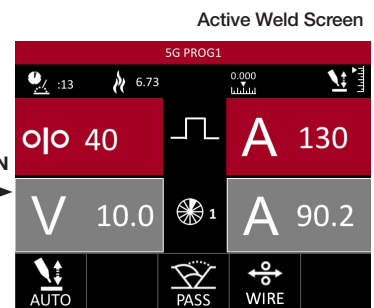 Active Weld Screen
5G PROG1
:13 6.73 0.000
40 A 130
N
V 10.0 1 A 90.2
AUTO PASS WIRE